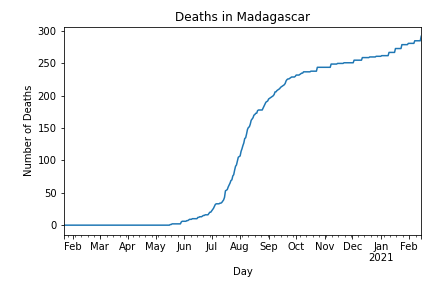 Deaths in Madagascar
Number of Deaths
300
250
200
150
100
50
0
Feb Mar Apr May Jun Jul Aug Sep Oct Nov Dec Jan Feb
2021
Day